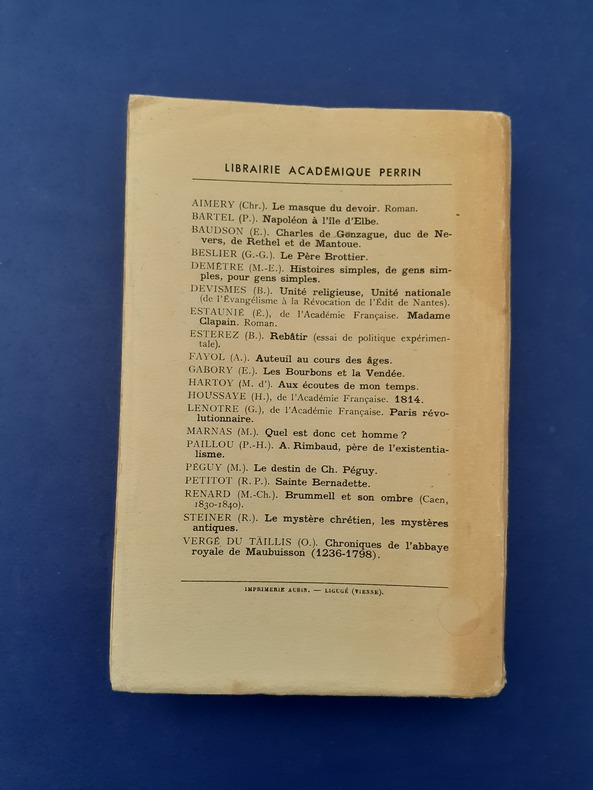 LIBRAIRIE ACADÉMIQUE PERRIN
AIMERY (Chr.). Le masque du devoir. Roman.
BARTEL (P.). Napoléon à l'île d'Elbe.
BAUDSON (E.). Charles de Gonzague, duc de Ne-
vers, de Rethel et de Mantoue.
BESLIER (G.-G.). Le Père Brottier.
DEMÈTRE (M.-E.). Histoires simples, de gens sim-
ples, pour gens simples.
DEVISMES (B.). Unité religieuse, Unité nationale
(de l'Évangélisme à la Révocation de l'Édit de Nantes).
ESTAUNIÉ (É.), de l'Académie Française. Madame
Clapain. Roman.
ESTEREZ (B.). Rebâtir (essai de politique expérimen-
tale).
FAYOL (A.). Auteuil au cours des âges.
GABORY (E.). Les Bourbons et la Vendée.
HARTOY (M. d'). Aux écoutes de mon temps.
HOUSSAYE (H.), de l'Académie Française. 1814.
LENOTRE (G.), de l'Académie Française. Paris révo-
lutionnaire.
MARNAS (M.). Quel est donc cet homme ?
PAILLOU (P.-H.). A. Rimbaud, père de l'existentia-
lisme.
PÉGUY (M.). Le destin de Ch. Péguy.
PETITOT (R. P.). Sainte Bernadette.
RENARD (M.-Ch.). Brummell et son ombre (Caen,
1830-1840).
STEINER (R.). Le mystère chrétien, les mystères
antiques.
VERGÉ DU TAILLIS (O.). Chroniques de l'abbaye
royale de Maubuisson (1236-1798).
IMPRIMERIE AUBIN. — LIGUGÉ (VIENNE).